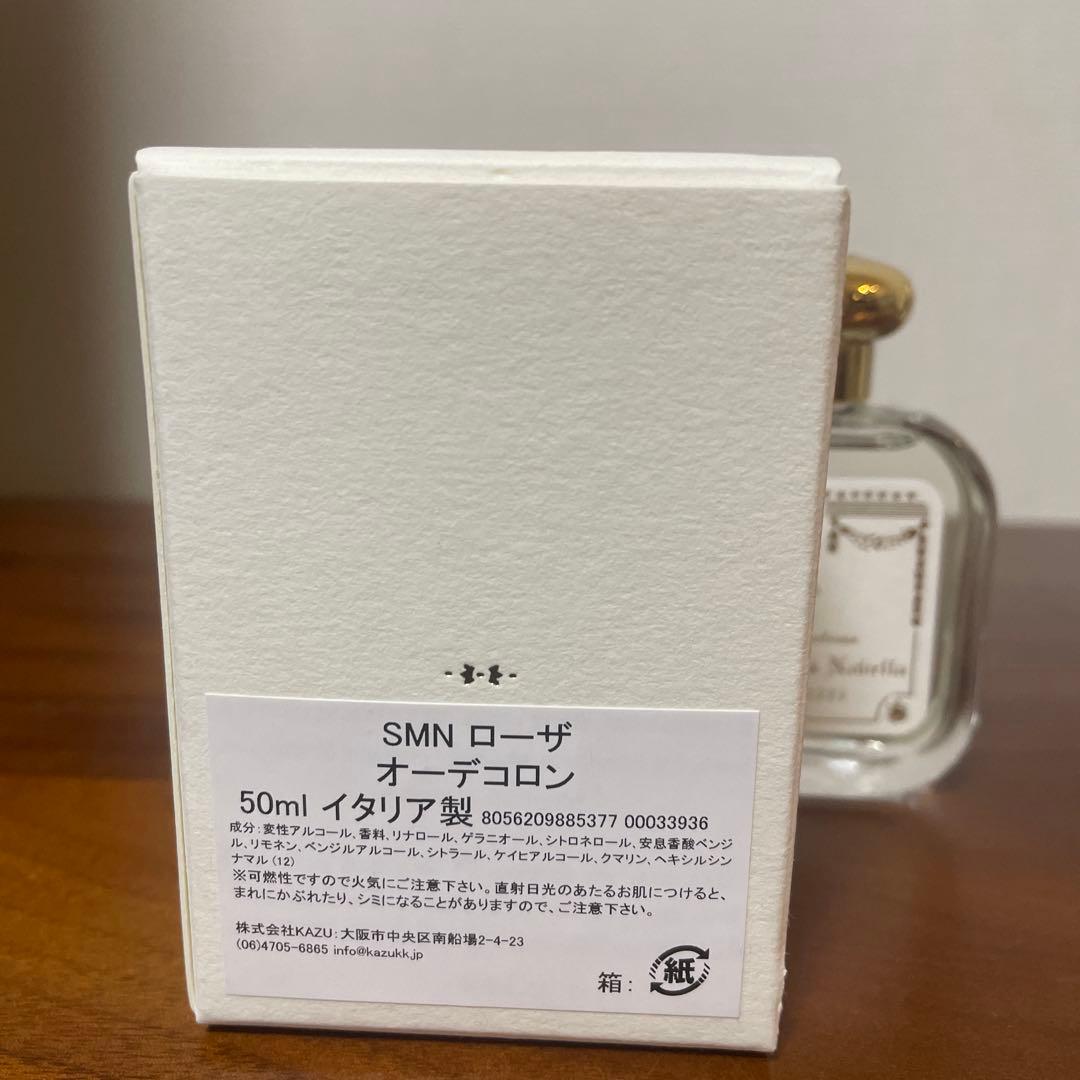 SMN ローザ
オーデコロン
50ml イタリア製 8056209885377 00033936
成分:変性アルコール、香料、リナロール、ゲラニオール、シトロネロール、安息香酸ベンジ
ル、リモネン、ベンジルアルコール、シトラール、ケイヒアルコール、クマリン、ヘキシルシン
ナマル(12)
※可燃性ですので火気にご注意下さい。直射日光のあたるお肌につけると、
まれにかぶれたり、シミになることがありますので、ご注意下さい。
株式会社KAZU:大阪市中央区南船場2-4-23
(06)4705-6865 info@kazukk.jp
箱: 紙
Novella